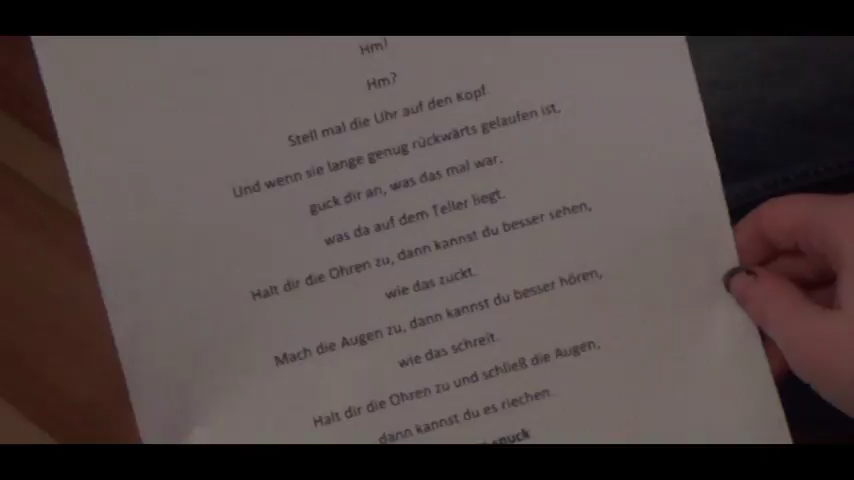 Hm!
Hm?
Stell mal die Uhr auf den Kopf.
Und wenn sie lange genug rückwärts gelaufen ist,
guck dir an, was das mal war.
was da auf dem Teller liegt.
Halt dir die Ohren zu, dann kannst du besser sehen,
wie das zuckt.
Mach die Augen zu, dann kannst du besser hören,
wie das schreit.
Halt dir die Ohren zu und schließ die Augen,
dann kannst du es riechen.